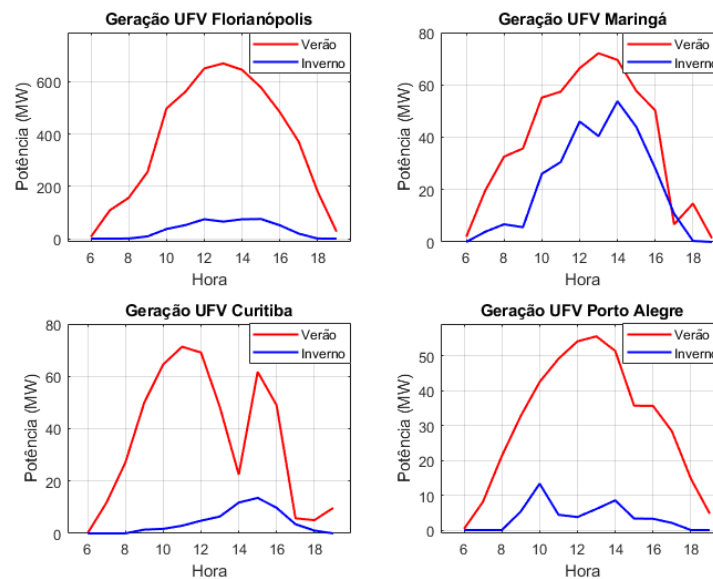 Geração UFV Florianópolis
Verão
Inverno
Potência (MW)
600
400
200
0
6 8 10 12 14 16 18
Hora
Geração UFV Maringá
Verão
Inverno
Potência (MW)
80
60
40
20
0
6 8 10 12 14 16 18
Hora
Geração UFV Curitiba
Verão
Inverno
Potência (MW)
80
60
40
20
0
6 8 10 12 14 16 18
Hora
Geração UFV Porto Alegre
Verão
Inverno
Potência (MW)
50
40
30
20
10
0
6 8 10 12 14 16 18
Hora